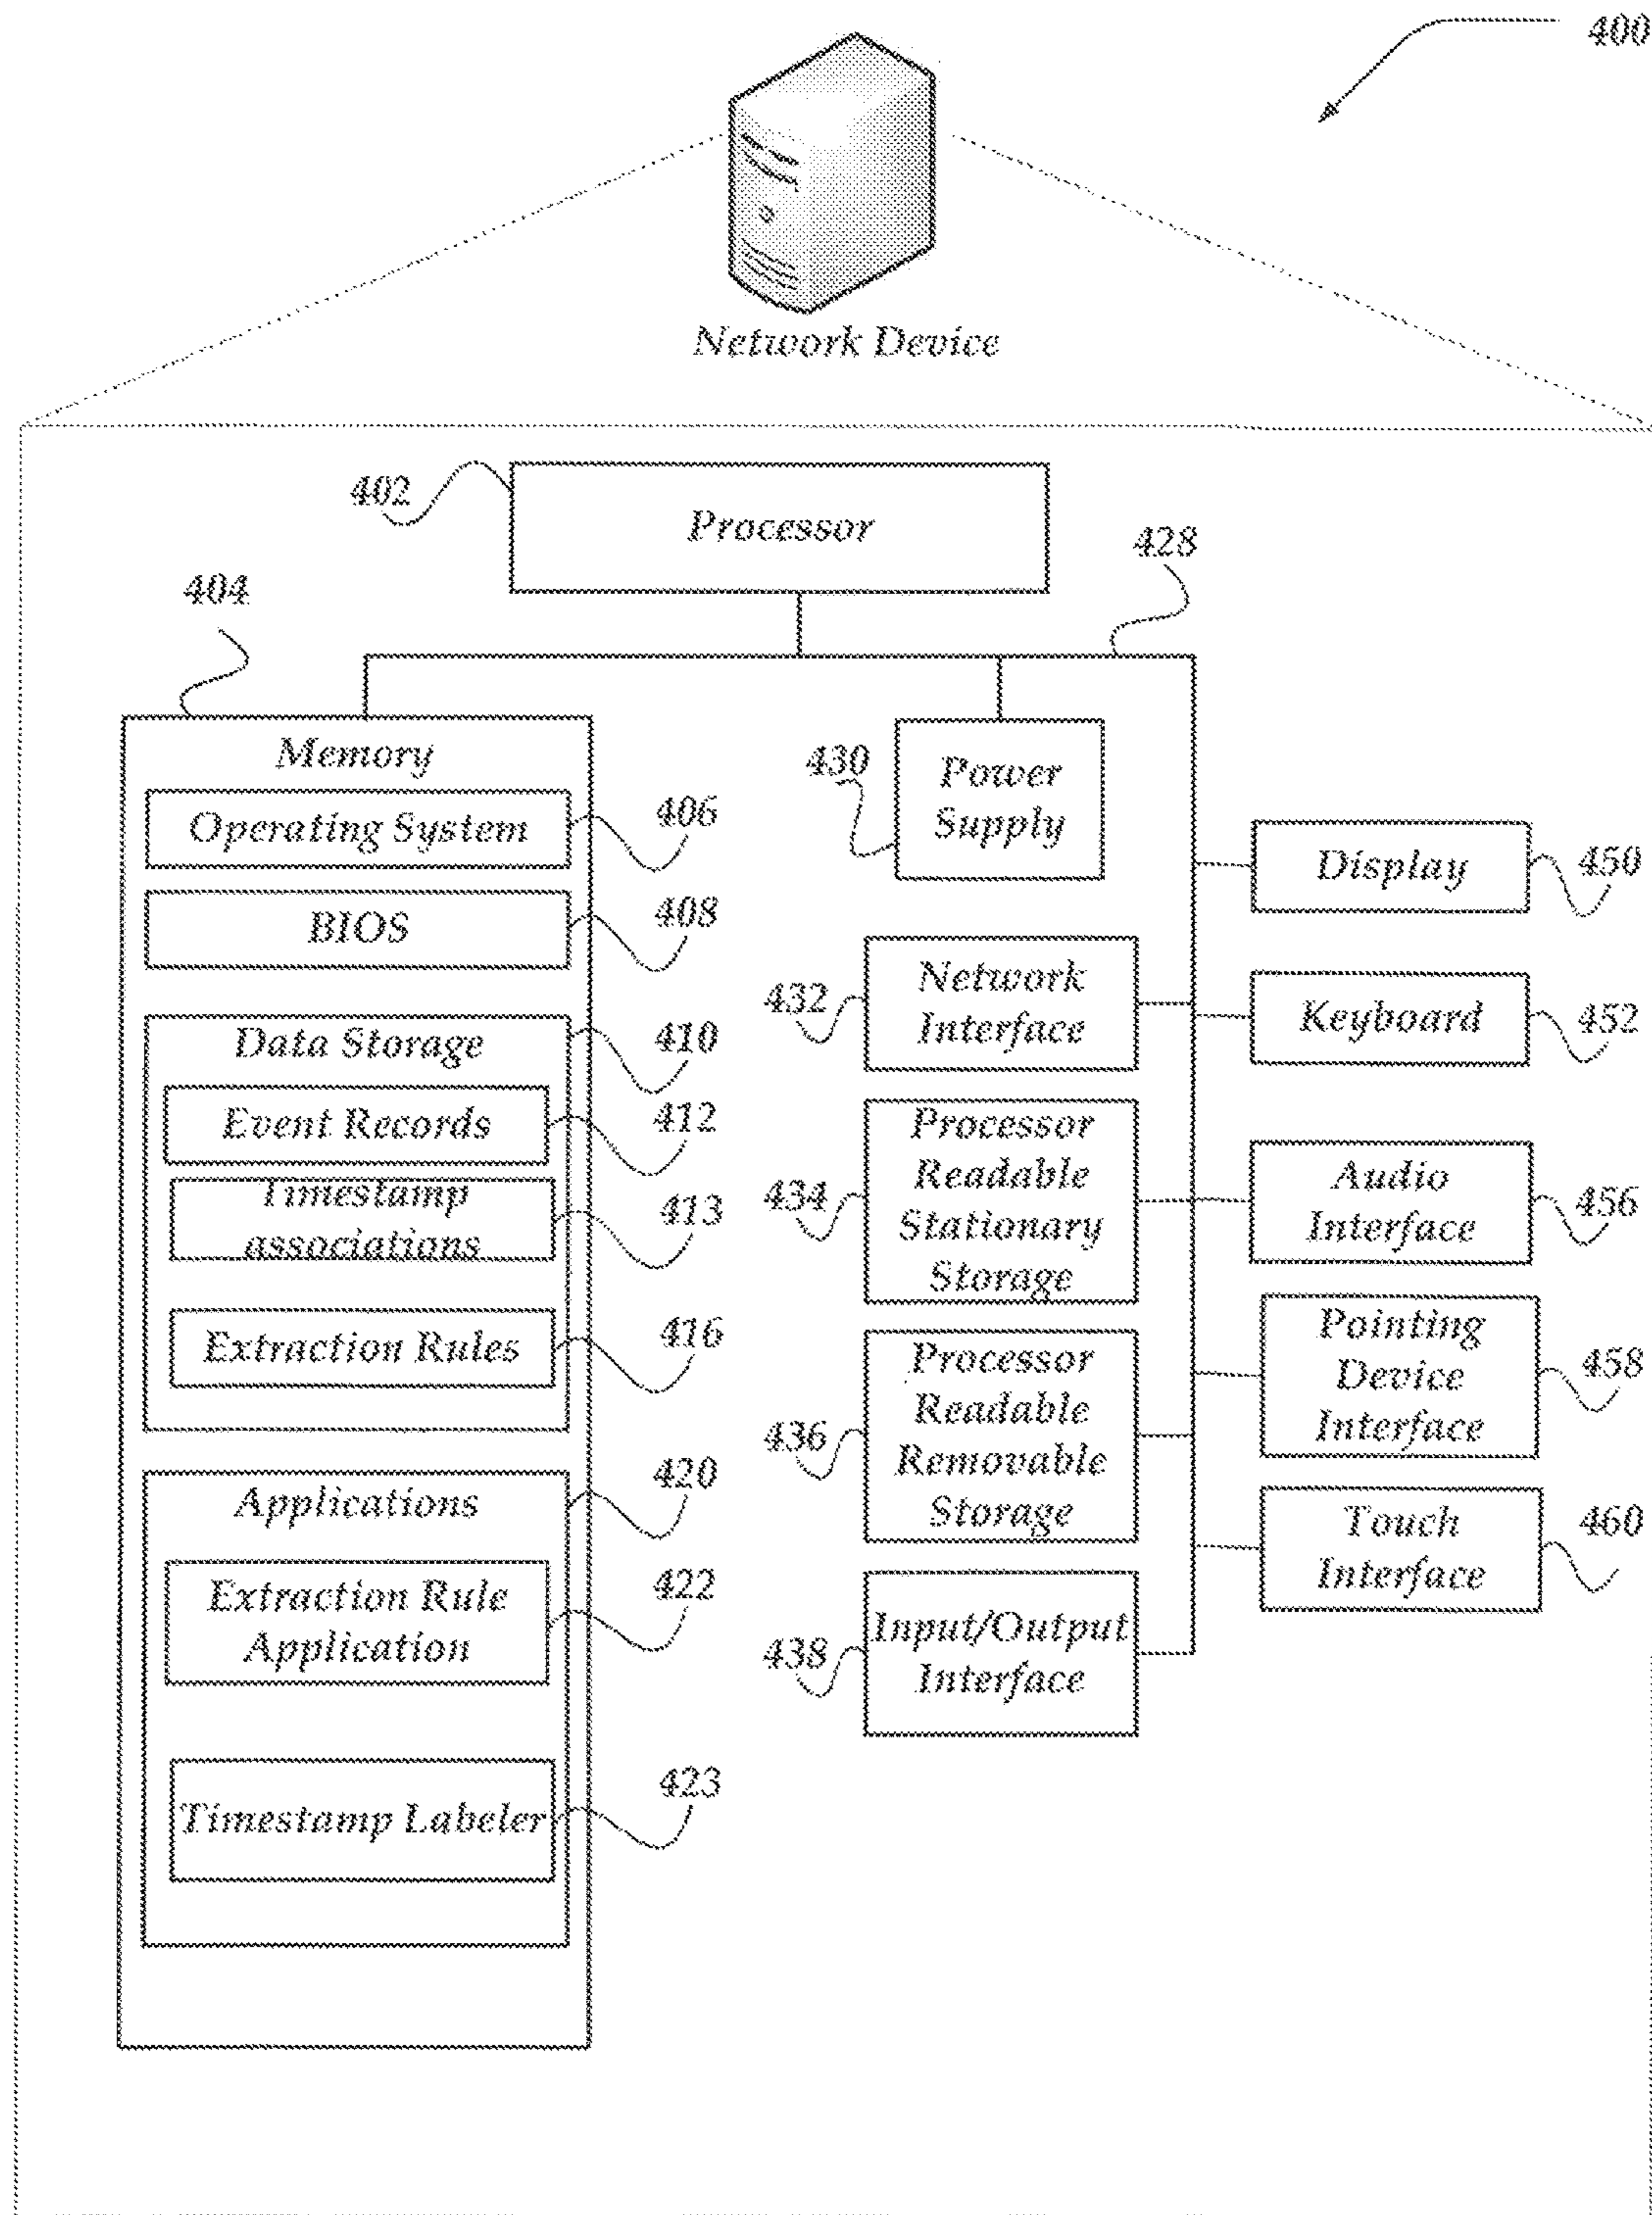 400
Network Device
402
Processor
428
404
Memory
Operating System
406
BIOS
408
Data Storage
410
Event Records
412
Timestamp
associations
413
Extraction Rules
416
Applications
420
Extraction Rule
Application
422
Timestamp Labeler
423
430
Power
Supply
432
Network
Interface
434
Processor
Readable
Stationary
Storage
436
Processor
Readable
Removable
Storage
438
Input/Output
Interface
Display
450
Keyboard
452
Audio
Interface
456
Pointing
Device
Interface
458
Touch
Interface
460